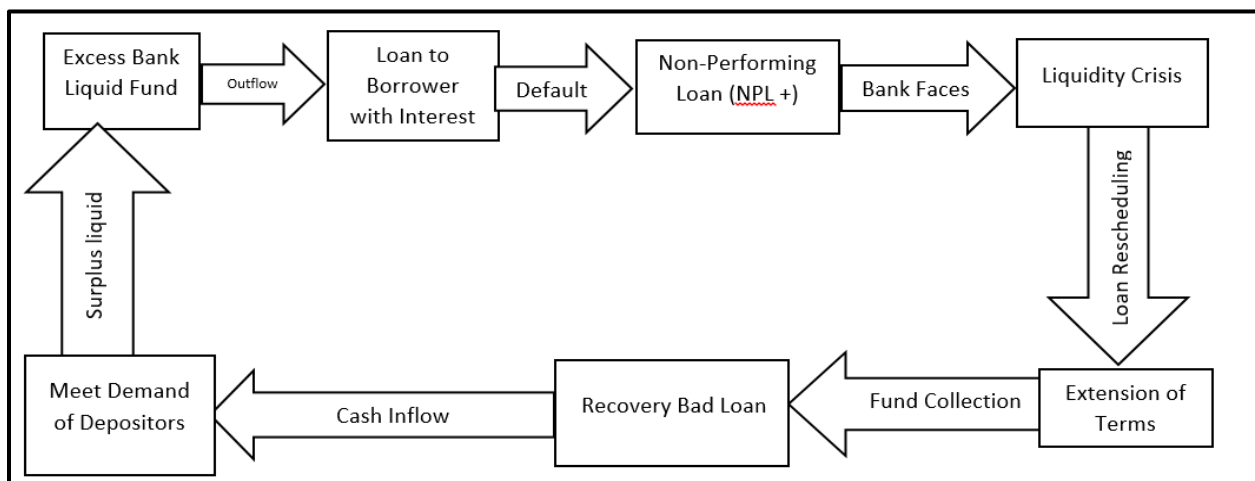 Excess Bank
Liquid Fund
Outflow
Loan to
Borrower
with Interest
Default
Non-Performing
Loan (NPL +)
Bank Faces
Liquidity Crisis
Loan Rescheduling
Extension of
Terms
Fund Collection
Recovery Bad Loan
Cash Inflow
Meet Demand
of Depositors
Surplus liquid